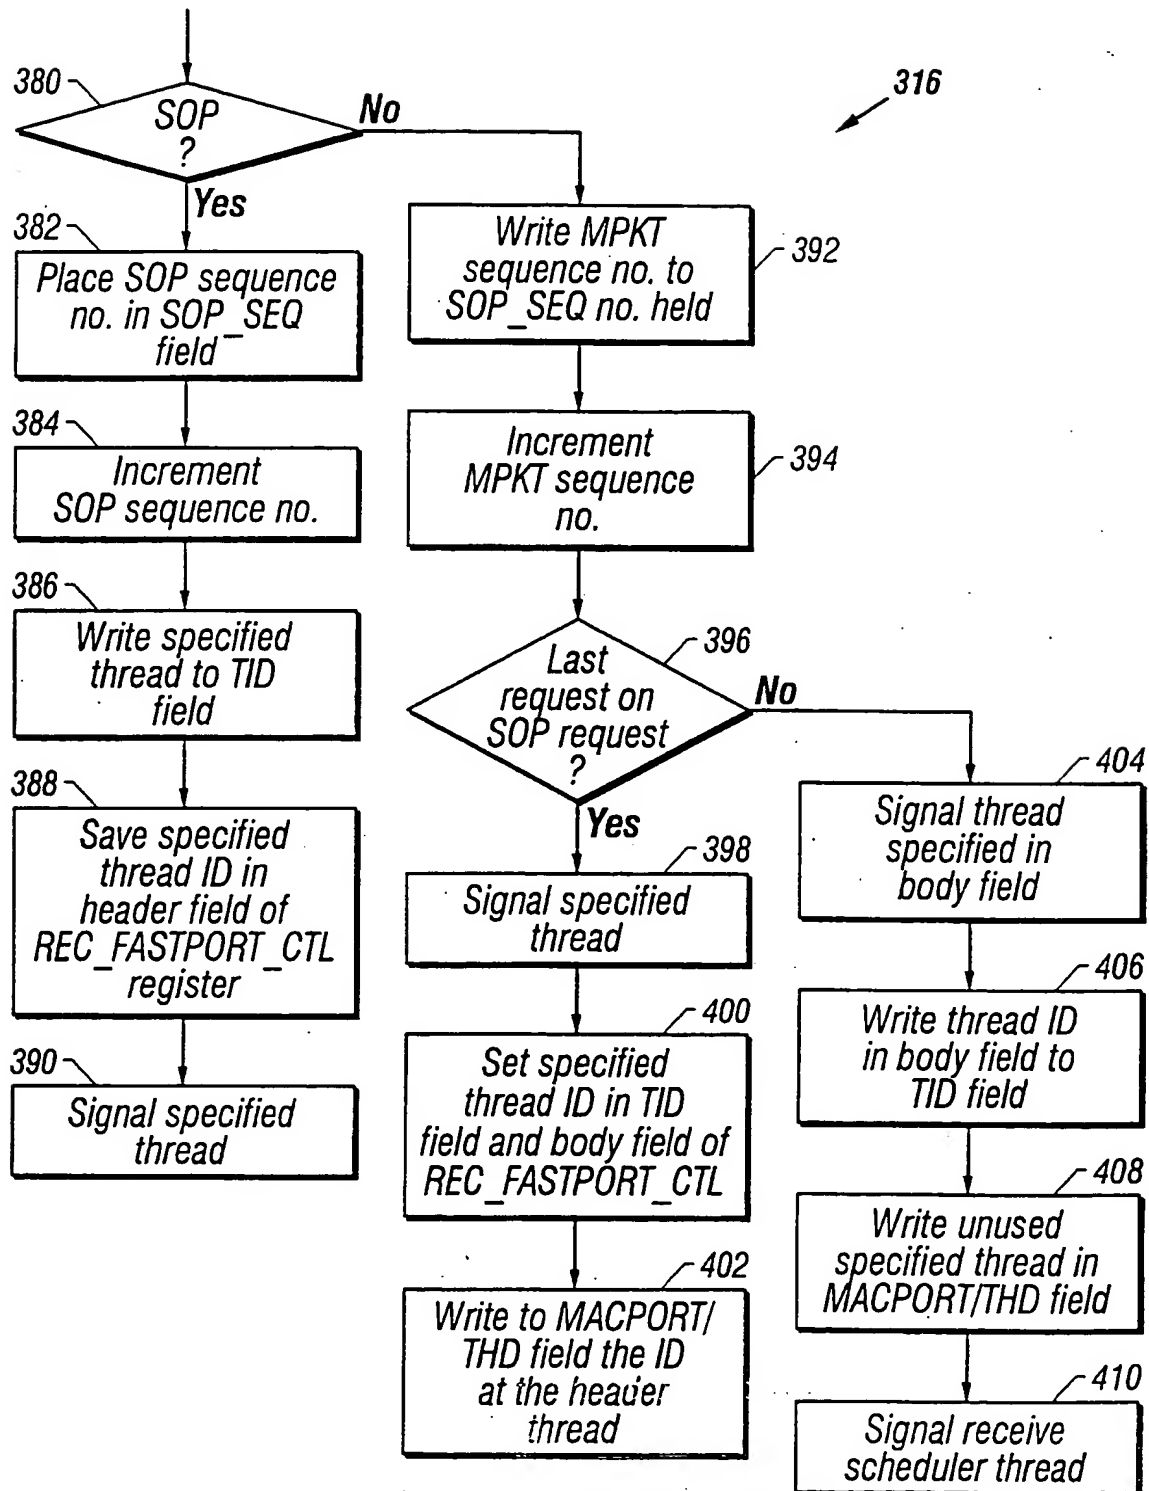 316
380
SOP
?
No
Yes
382
Place SOP sequence
no. in SOP_SEQ
field
384
Increment
SOP sequence no.
386
Write specified
thread to TID
field
388
Save specified
thread ID in
header field of
REC_FASTPORT_CTL
register
390
Signal specified
thread
Write MPKT
sequence no. to
SOP_SEQ no. held
392
Increment
MPKT sequence
no.
394
Last
request on
SOP request
?
396
No
Yes
398
Signal specified
thread
400
Set specified
thread ID in TID
field and body field of
REC_FASTPORT_CTL
402
Write to MACPORT/
THD field the ID
at the header
thread
404
Signal thread
specified in
body field
406
Write thread ID
in body field to
TID field
408
Write unused
specified thread in
MACPORT/THD field
410
Signal receive
scheduler thread